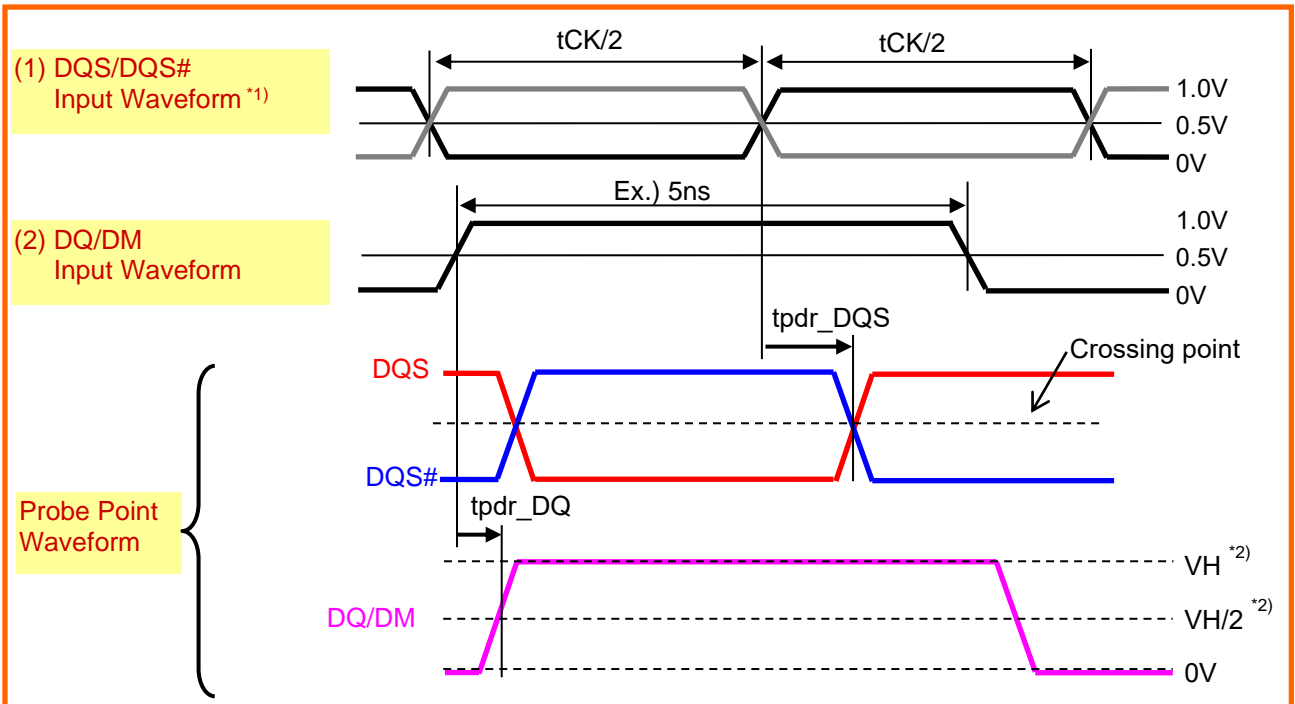 tCK/2
tCK/2
(1) DQS/DQS#
Input Waveform *1)
1.0V
0.5V
0V
Ex.) 5ns
(2) DQ/DM
Input Waveform
1.0V
0.5V
0V
tpdr_DQS
Crossing point
DQS
DQS#
tpdr_DQ
Probe Point
Waveform
VH *2)
DQ/DM
VH/2 *2)
0V